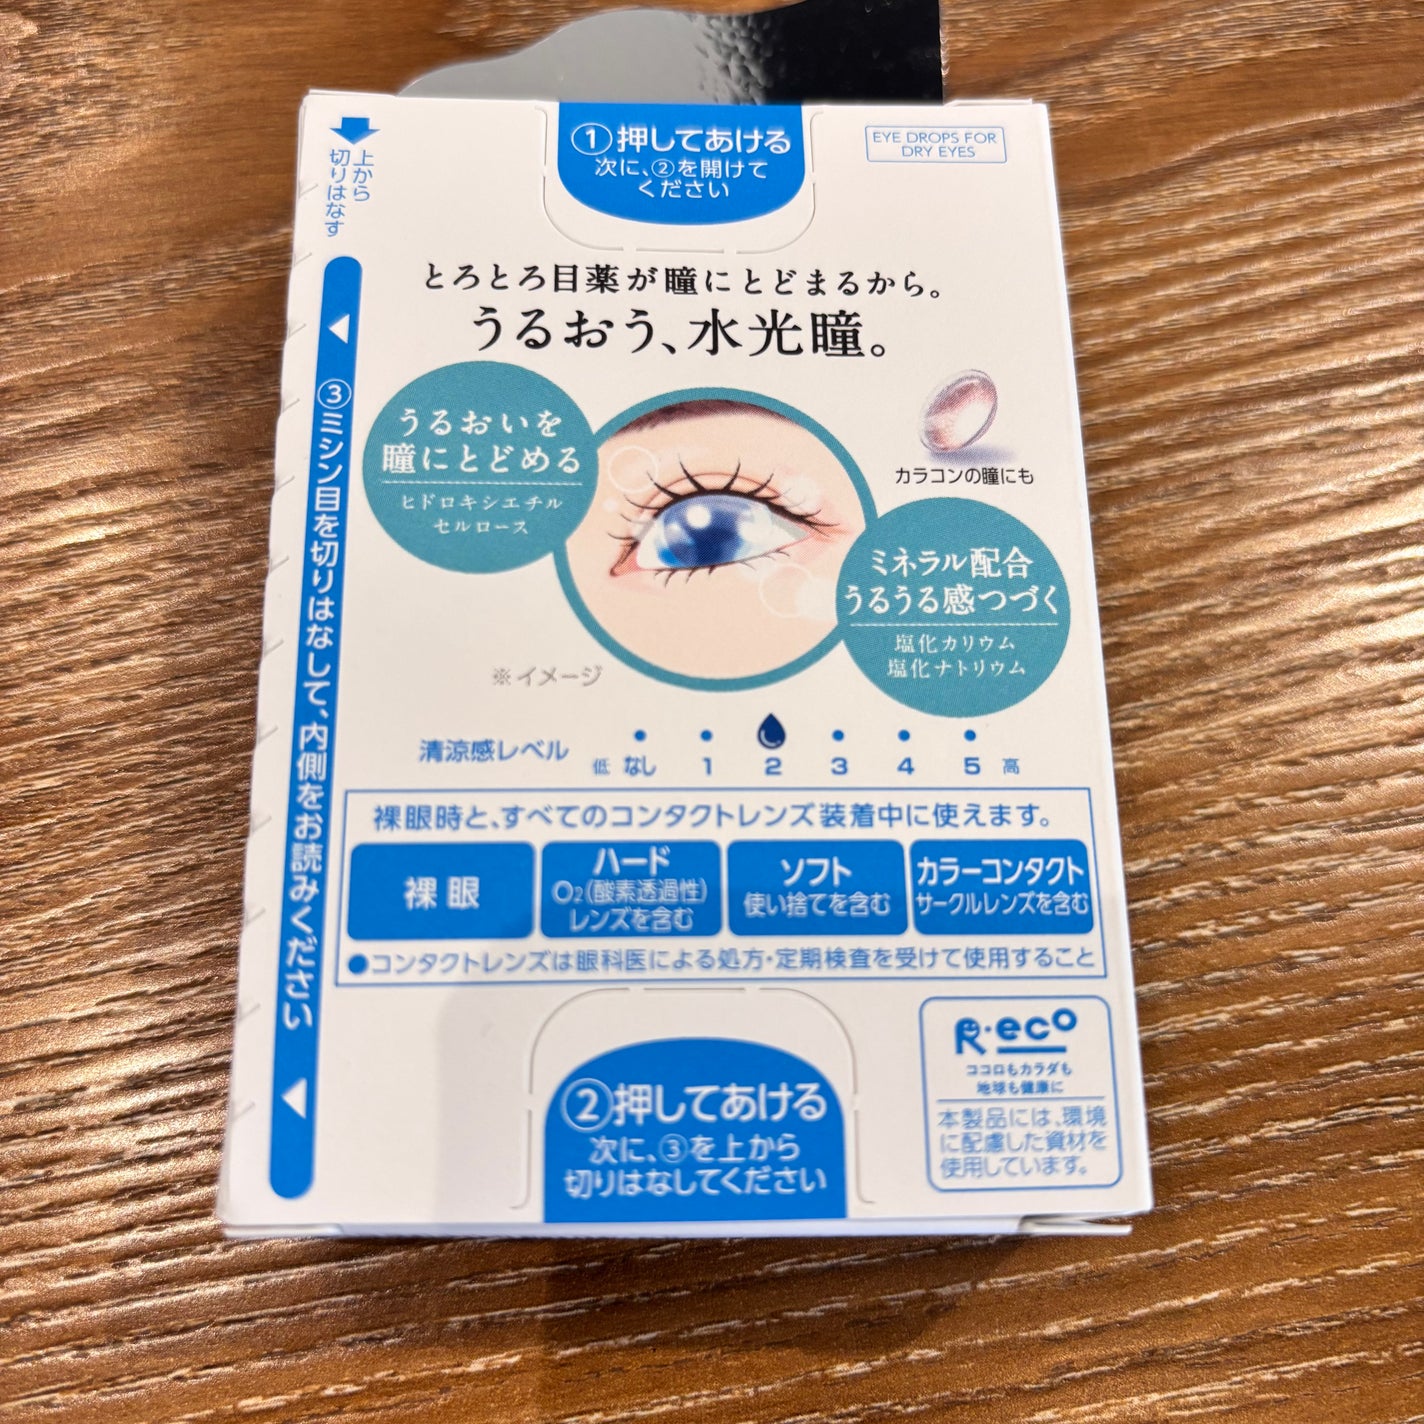 上から
切りはなす
①押してあける
次に、②を開けて
ください
EYE DROPS FOR
DRY EYES
とろとろ目薬が瞳にとどまるから。
うるおう、水光瞳。
うるおいを
瞳にとどめる
ヒドロキシエチル
セルロース
カラコンの瞳にも
ミネラル配合
うるうる感つづく
塩化カリウム
塩化ナトリウム
※イメージ
③ミシン目を切りはなして、内側をお読みください
清涼感レベル
低 なし 1 2 3 4 5 高
裸眼時と、すべてのコンタクトレンズ装着中に使えます。
裸眼
ハード
O₂(酸素透過性)
レンズを含む
ソフト
使い捨てを含む
カラーコンタクト
サークルレンズを含む
●コンタクトレンズは眼科医による処方・定期検査を受けて使用すること
②押してあける
次に、③を上から
切りはなしてください
R・eco
ココロもカラダも
地球も健康に
本製品には、環境
に配慮した資材を
使用しています。